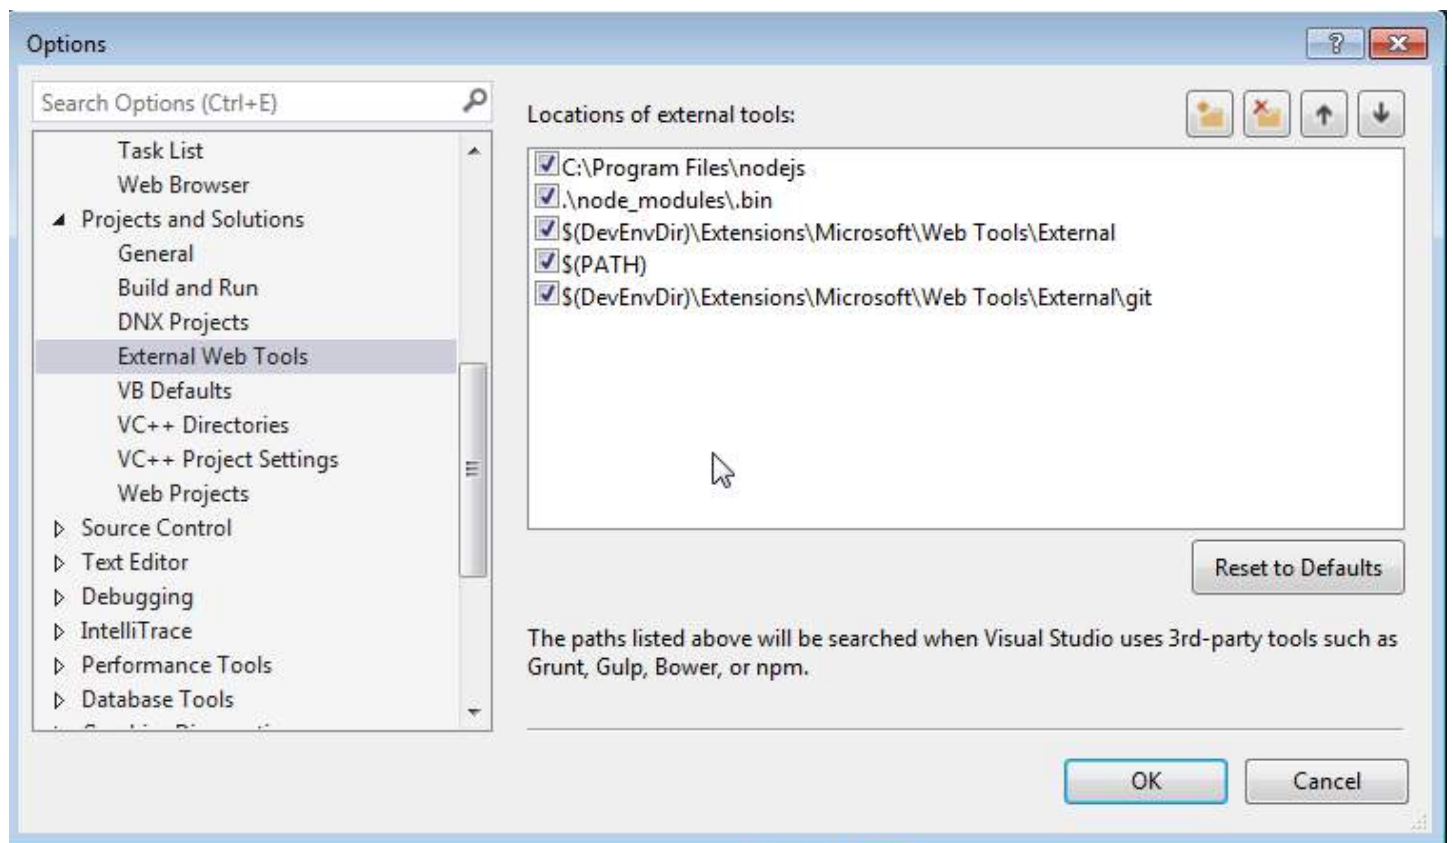 Options
Search Options (Ctrl+E)
Task List
Web Browser
Projects and Solutions
General
Build and Run
DNX Projects
External Web Tools
VB Defaults
VC++ Directories
VC++ Project Settings
Web Projects
Source Control
Text Editor
Debugging
IntelliTrace
Performance Tools
Database Tools
Locations of external tools:
C:\Program Files\nodejs
.\node_modules\.bin
$(DevEnvDir)\Extensions\Microsoft\Web Tools\External
$(PATH)
$(DevEnvDir)\Extensions\Microsoft\Web Tools\External\git
Reset to Defaults
The paths listed above will be searched when Visual Studio uses 3rd-party tools such as
Grunt, Gulp, Bower, or npm.
OK
Cancel